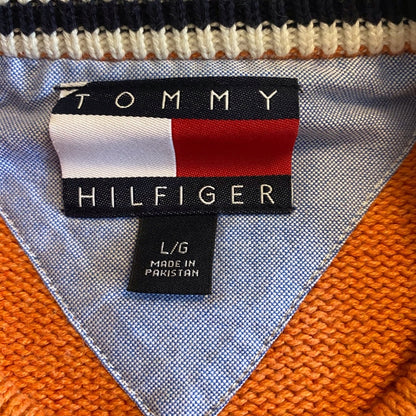 TOMMY
HILFIGER
L/G
MADE IN
PAKISTAN